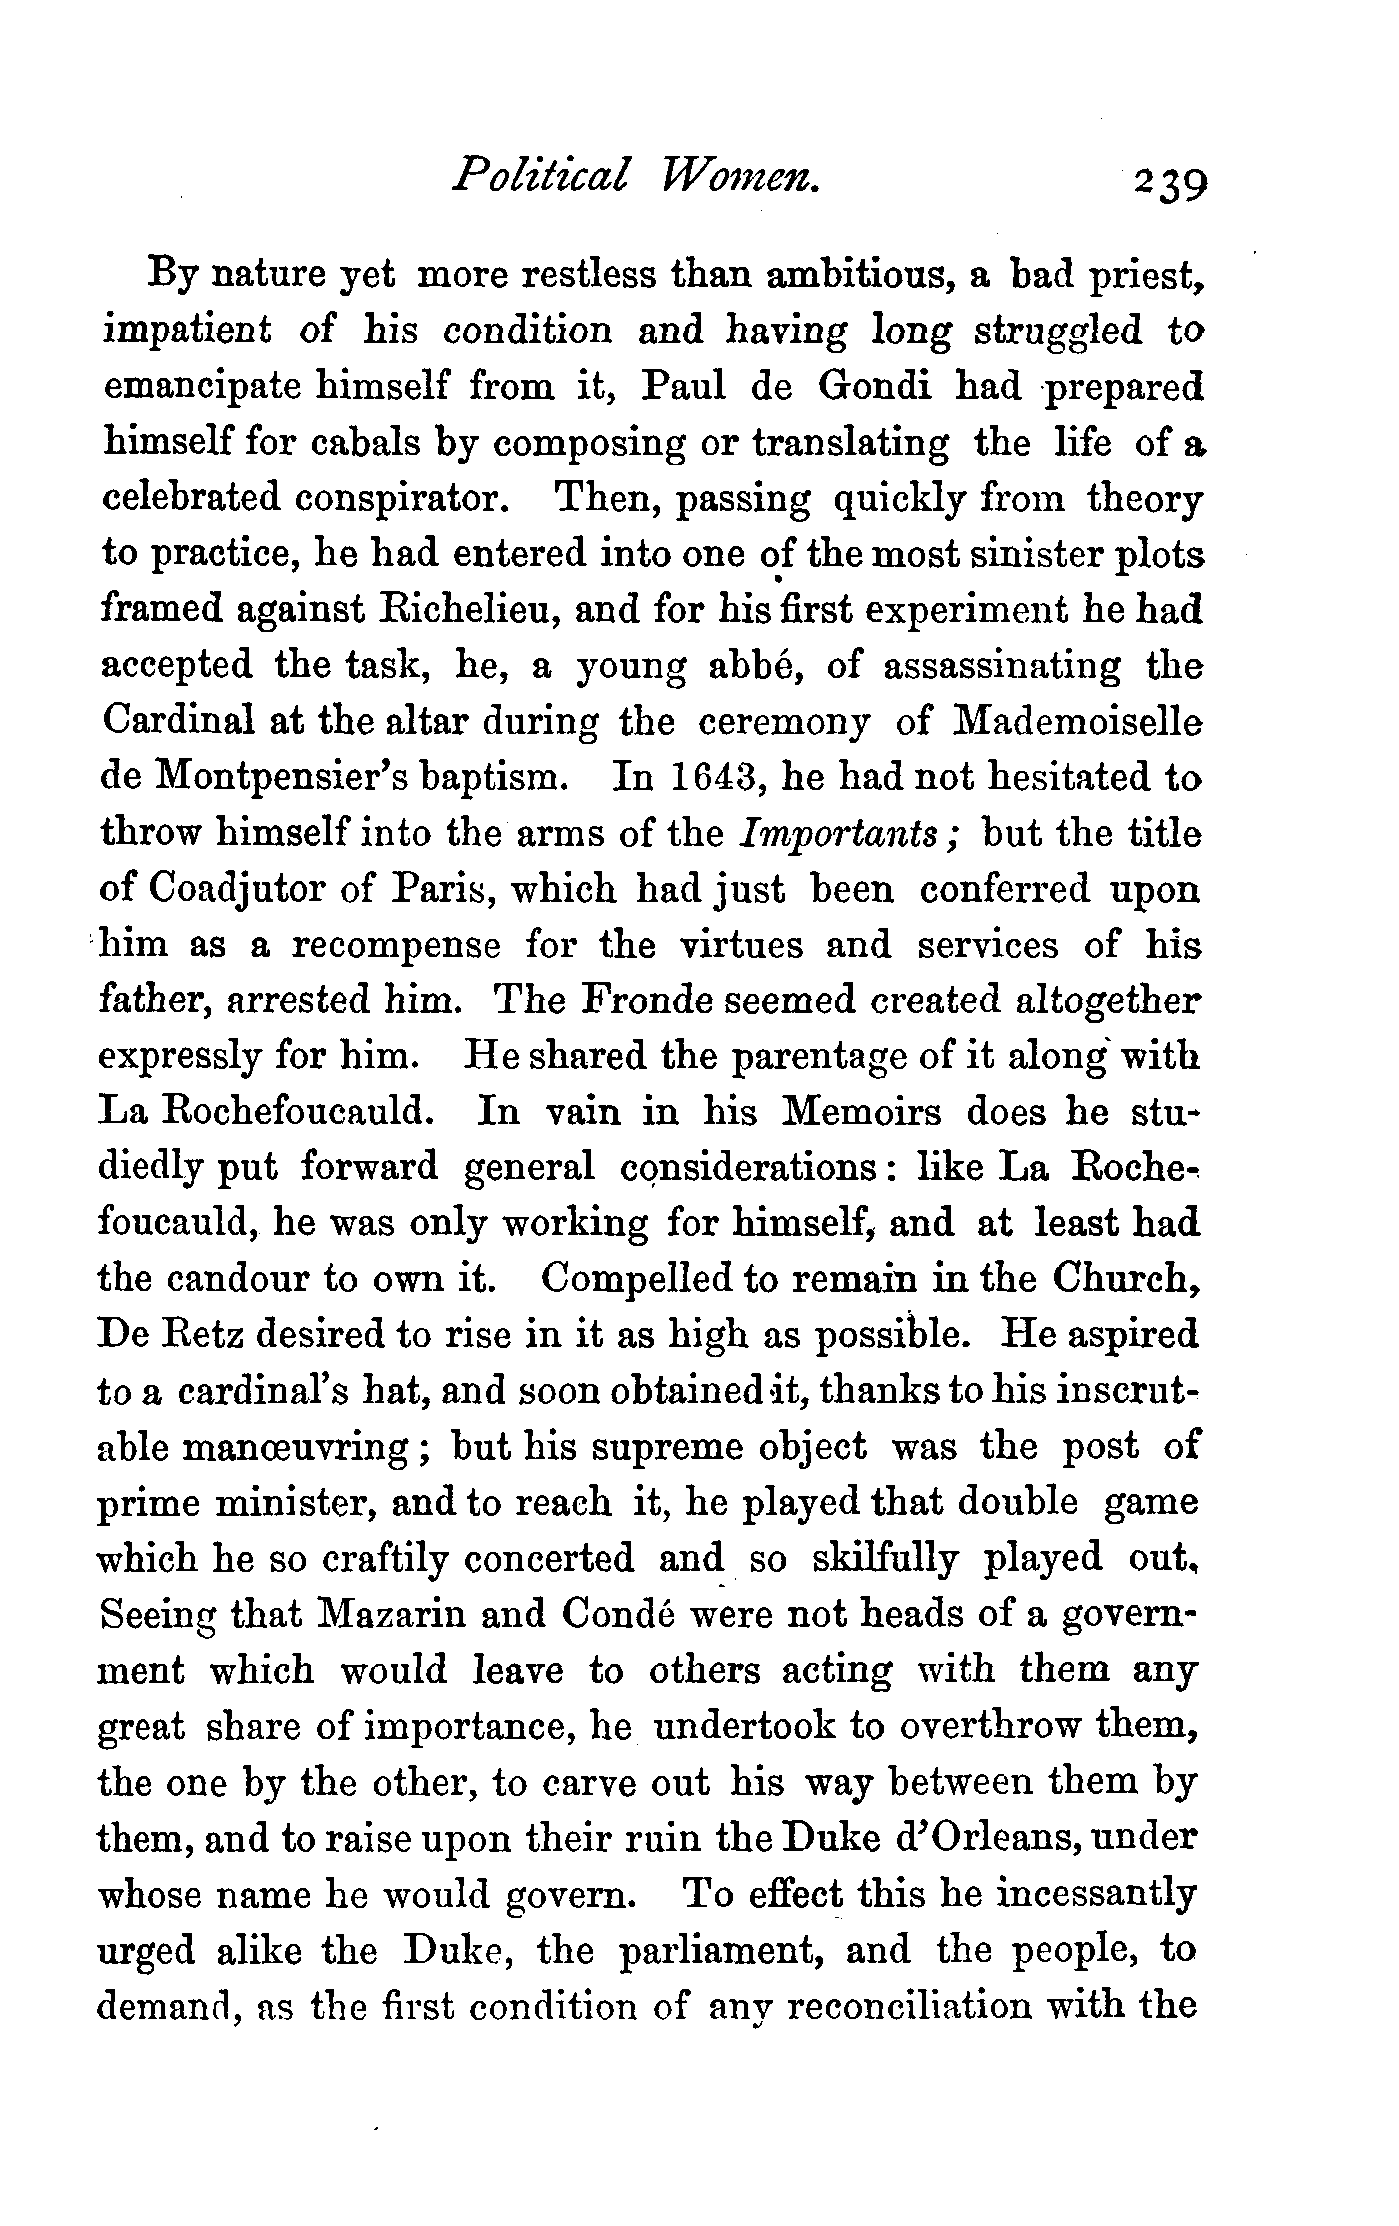 Political Women. 239
By nature yet more restless than ambitious, a bad priest,
impatient of his condition and having long struggled to
emancipate himself from it, Paul de Gondi had prepared
himself for cabals by composing or translating the life of a
celebrated conspirator. Then, passing quickly from theory
to practice, he had entered into one of the most sinister plots
framed against Richelieu, and for his first experiment he had
accepted the task, he, a young abbé, of assassinating the
Cardinal at the altar during the ceremony of Mademoiselle
de Montpensier's baptism. In 1643, he had not hesitated to
throw himself into the arms of the Importants; but the title
of Coadjutor of Paris, which had just been conferred upon
him as a recompense for the virtues and services of his
father, arrested him. The Fronde seemed created altogether
expressly for him. He shared the parentage of it along with
La Rochefoucauld. In vain in his Memoirs does he stu-
diedly put forward general considerations: like La Roche-
foucauld, he was only working for himself, and at least had
the candour to own it. Compelled to remain in the Church,
De Retz desired to rise in it as high as possible. He aspired
to a cardinal's hat, and soon obtained it, thanks to his inscrut-
able manœuvring; but his supreme object was the post of
prime minister, and to reach it, he played that double game
which he so craftily concerted and so skilfully played out.
Seeing that Mazarin and Condé were not heads of a govern-
ment which would leave to others acting with them any
great share of importance, he undertook to overthrow them,
the one by the other, to carve out his way between them by
them, and to raise upon their ruin the Duke d'Orleans, under
whose name he would govern. To effect this he incessantly
urged alike the Duke, the parliament, and the people, to
demand, as the first condition of any reconciliation with the